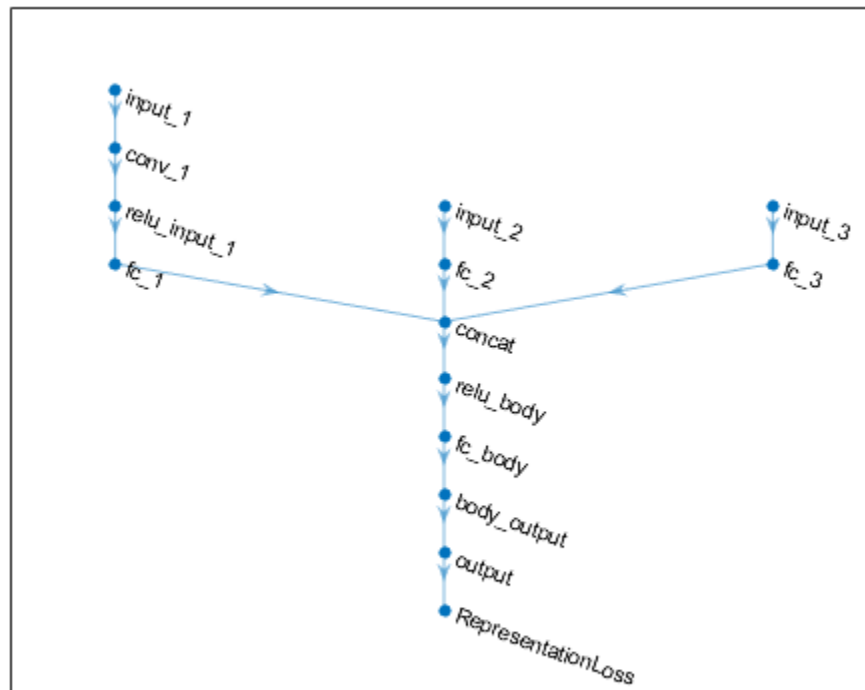 input_1
conv_1
relu_input_1
fc_1
input_2
fc_2
input_3
fc_3
concat
relu_body
fc_body
body_output
output
RepresentationLoss